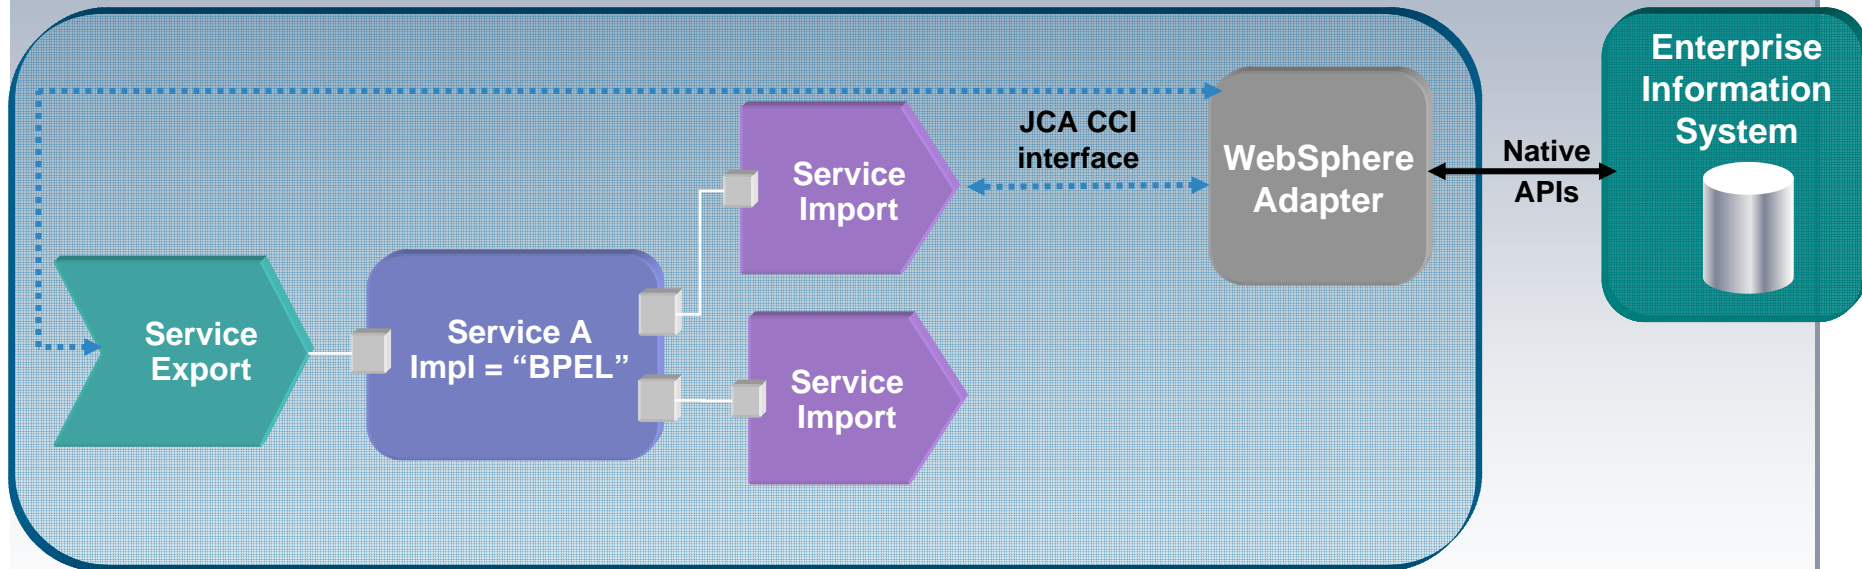 Enterprise
Information
System
JCA CCI
interface
WebSphere
Adapter
Native
APIs
Service
Import
Service
Export
Service A
Impl = “BPEL”
Service
Import